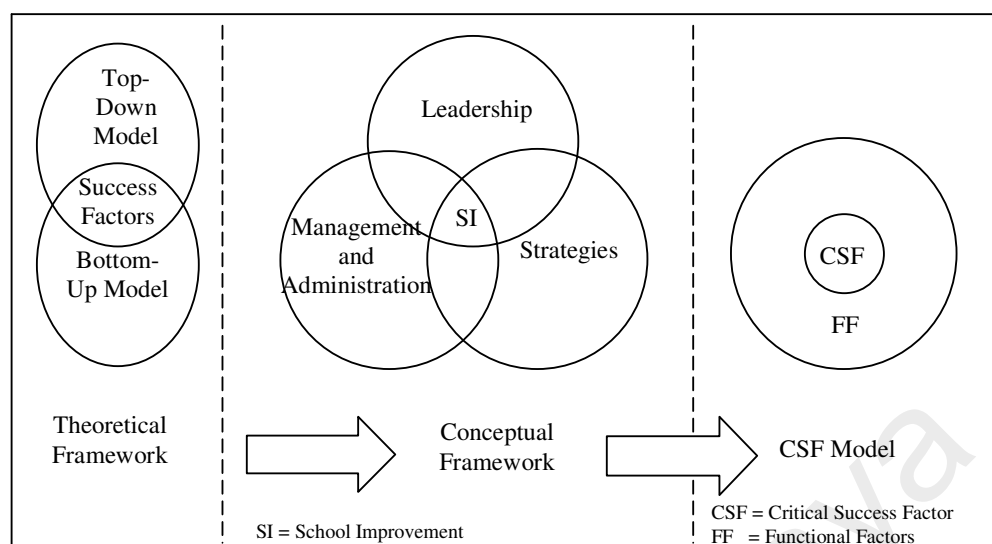 Top-
Down
Model
Success
Factors
Bottom-
Up Model
Theoretical
Framework
Leadership
SI
Management
and
Administration
Strategies
Conceptual
Framework
SI = School Improvement
CSF
FF
CSF Model
CSF = Critical Success Factor
FF = Functional Factors